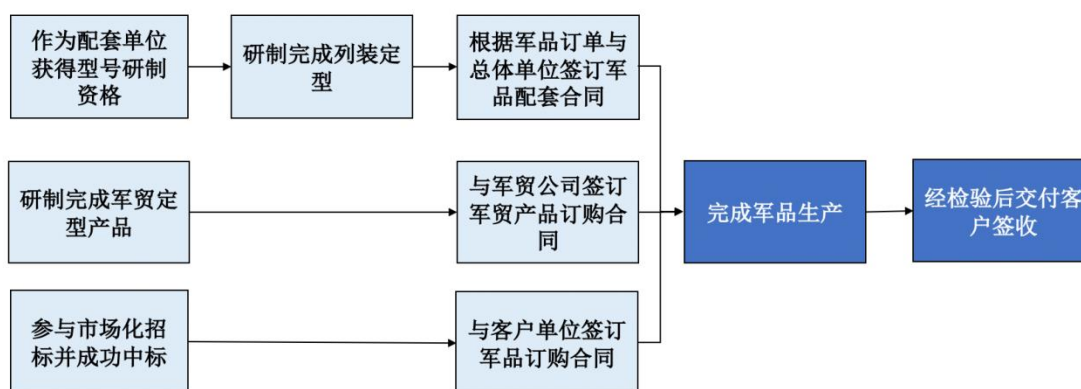 作为配套单位
获得型号研制
资格
研制完成列装定
型
根据军品订单与
总体单位签订军
品配套合同
研制完成军贸定
型产品
与军贸公司签订
军贸产品订购合
同
完成军品生产
经检验后交付客
户签收
参与市场化招
标并成功中标
与客户单位签订
军品订购合同